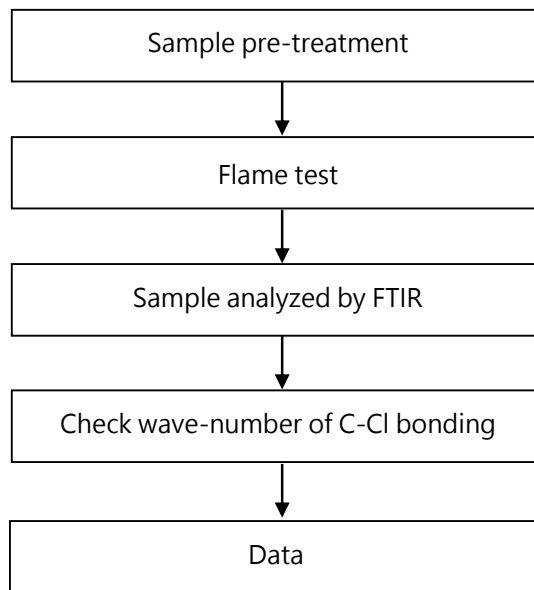 Sample pre-treatment
Flame test
Sample analyzed by FTIR
Check wave-number of C-Cl bonding
Data